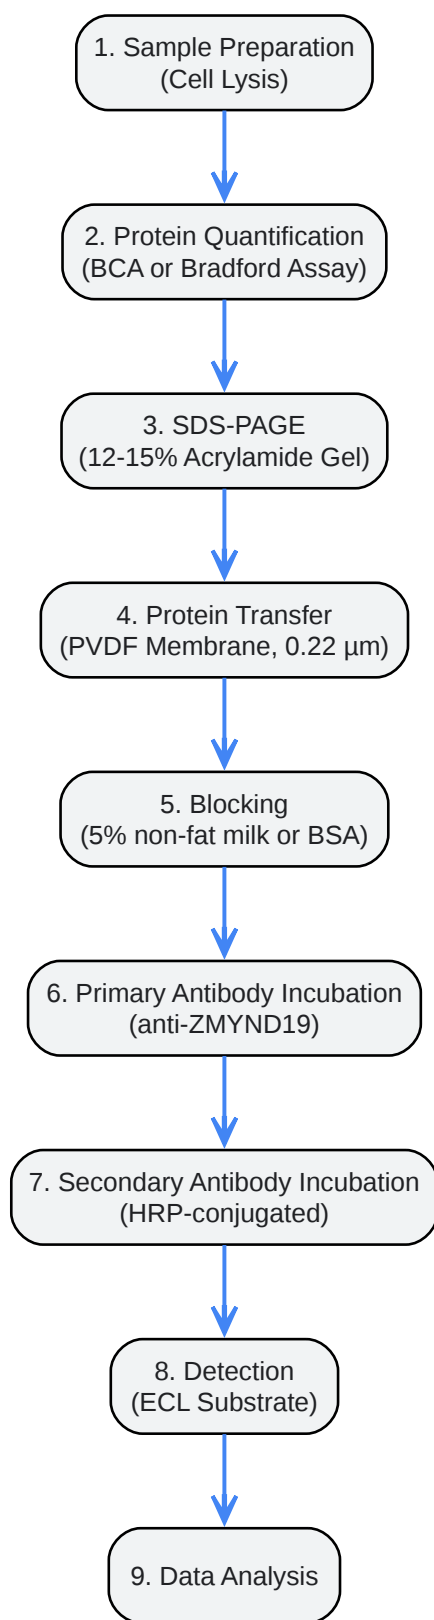 1. Sample Preparation
(Cell Lysis)
2. Protein Quantification
(BCA or Bradford Assay)
3. SDS-PAGE
(12-15% Acrylamide Gel)
4. Protein Transfer
(PVDF Membrane, 0.22 µm)
5. Blocking
(5% non-fat milk or BSA)
6. Primary Antibody Incubation
(anti-ZMYND19)
7. Secondary Antibody Incubation
(HRP-conjugated)
8. Detection
(ECL Substrate)
9. Data Analysis